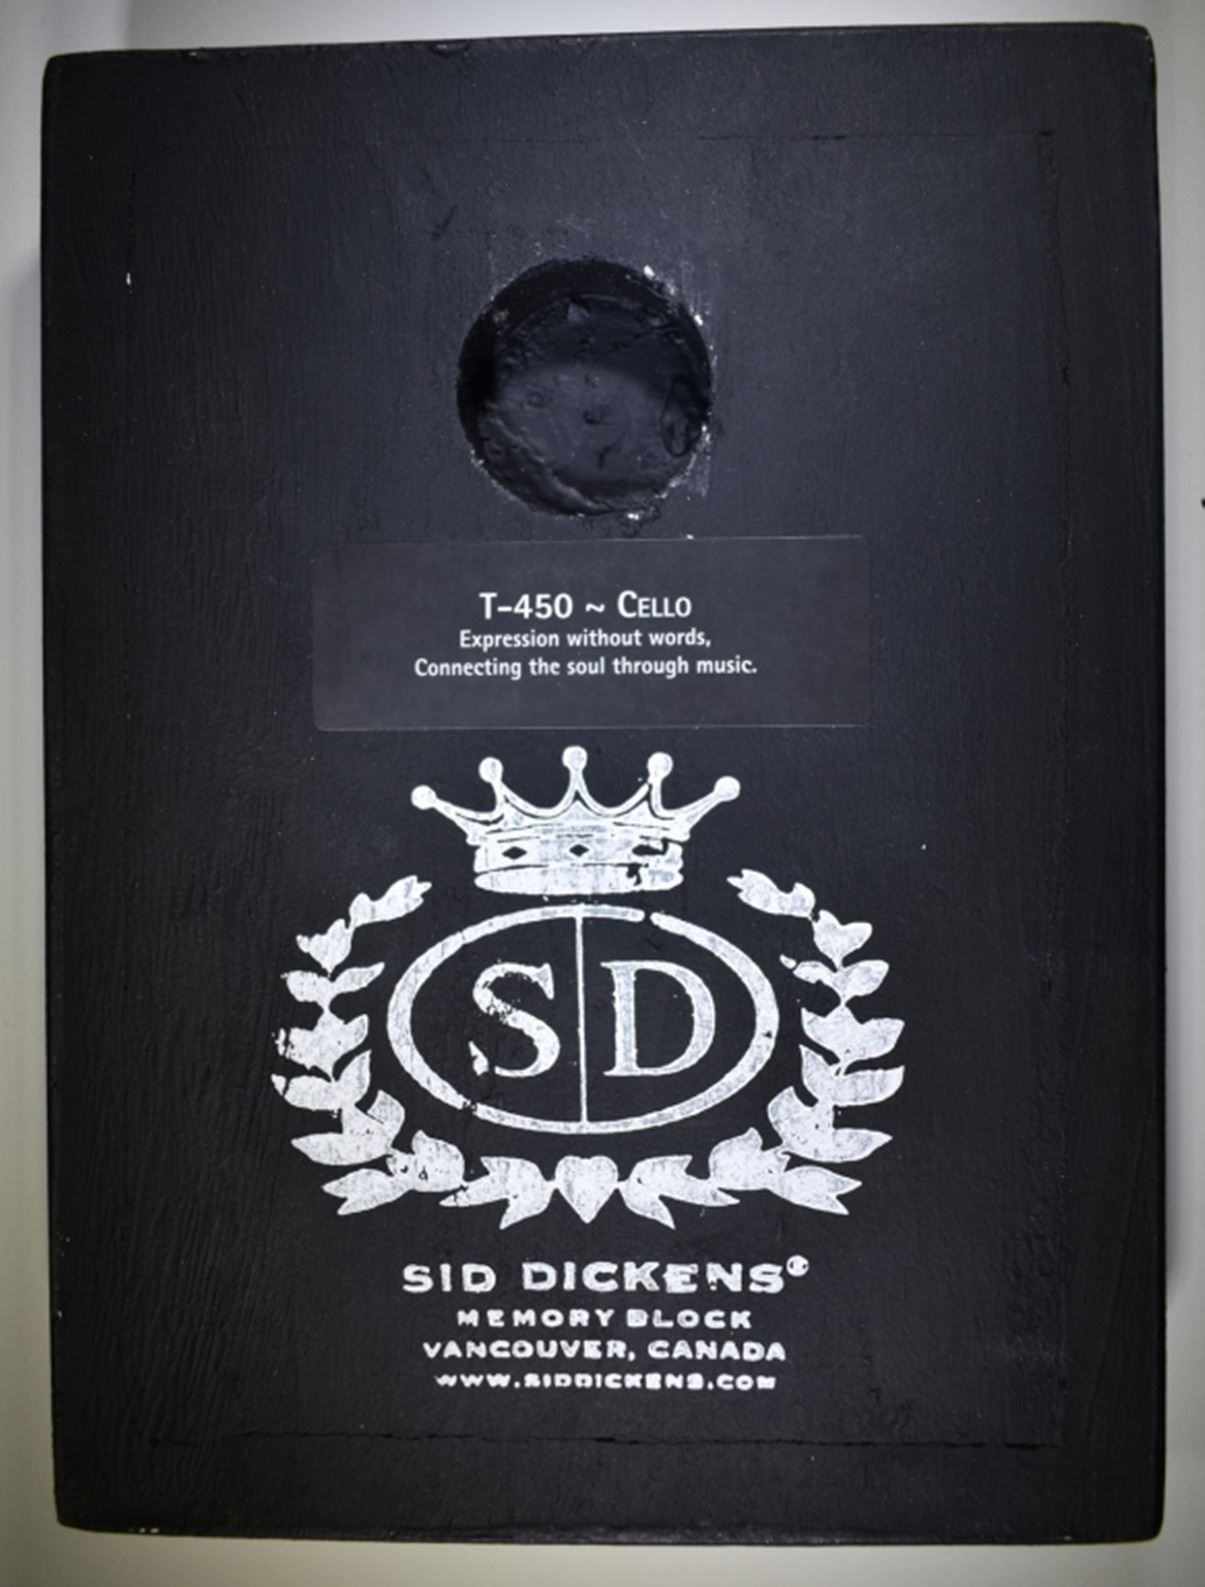 T-450 ~ CELLO
Expression without words,
Connecting the soul through music.
SD
SID DICKENS®
MEMORY BLOCK
VANCOUVER, CANADA
WWW.SIDDICKENS.COM